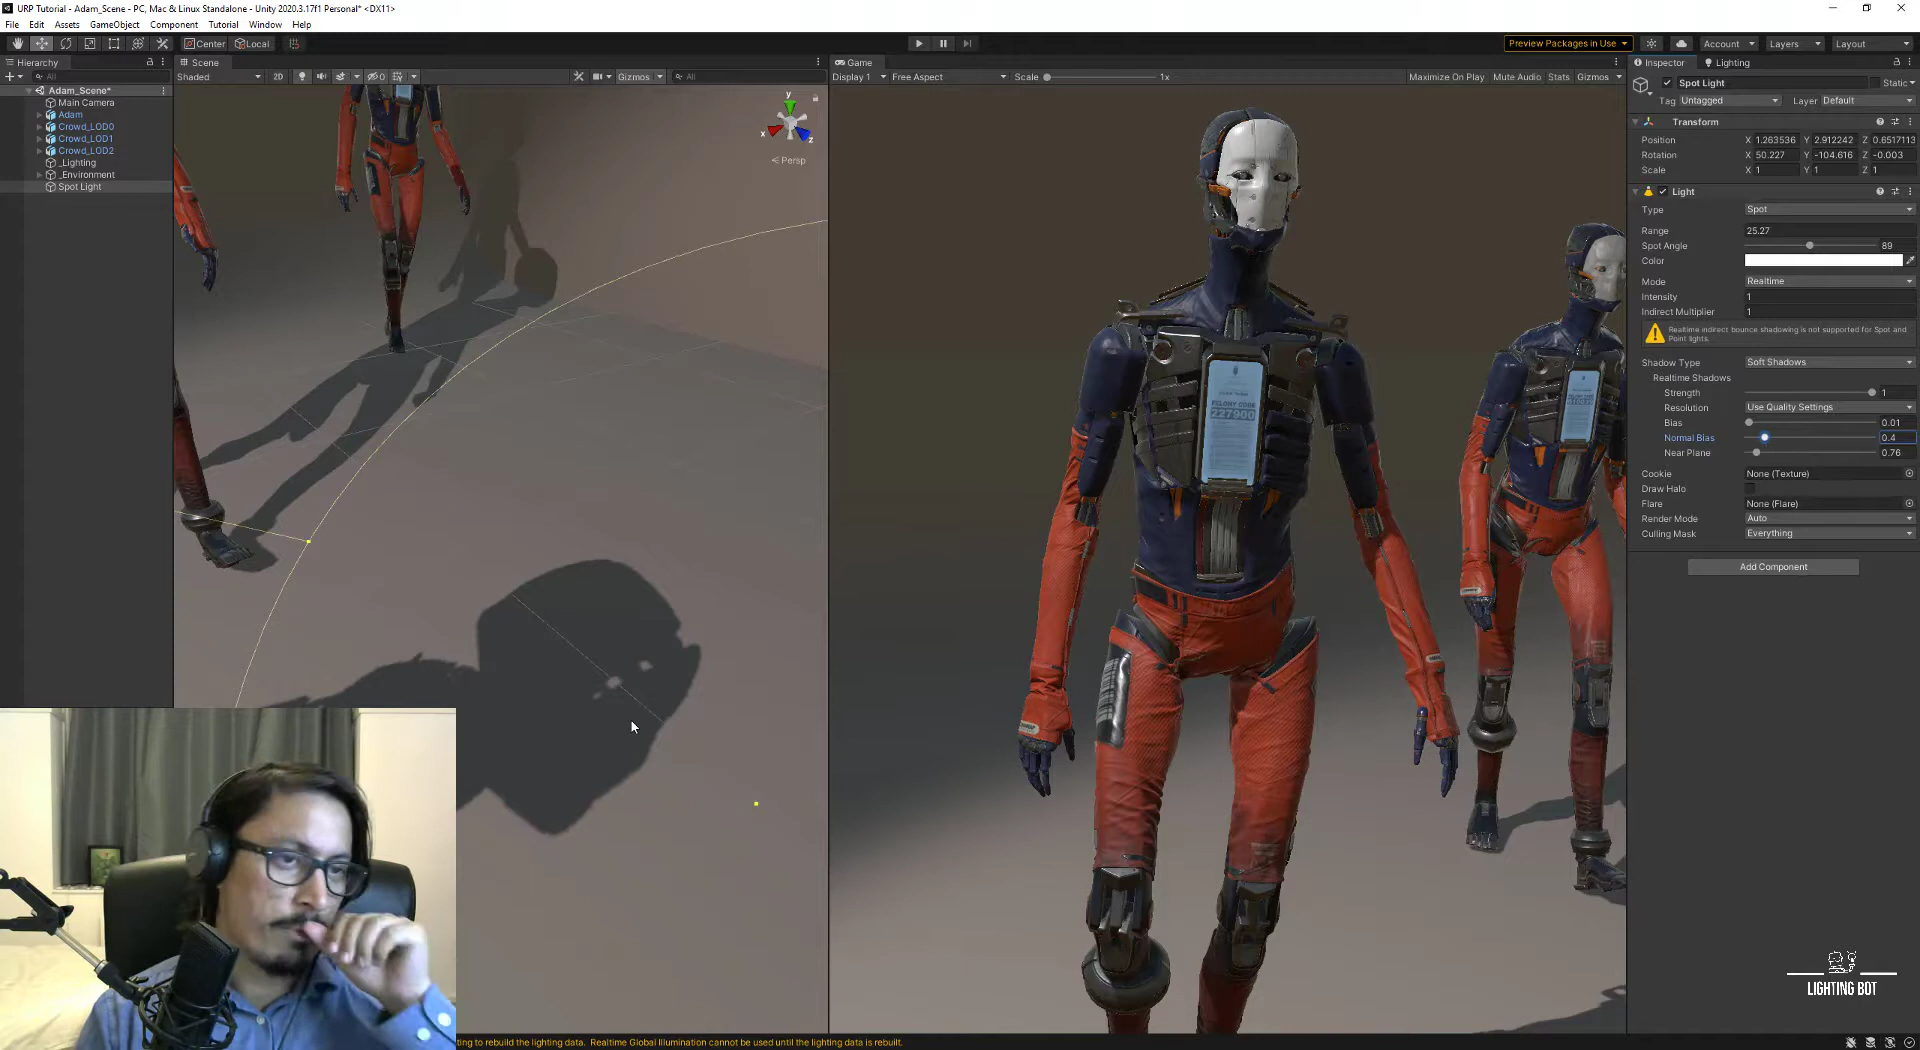 URP Tutorial - Adam_Scene - PC, Mac & Linux Standalone - Unity 2020.3.17f1 Personal* <DX11>
File Edit Assets GameObject Component Tutorial Window Help
Center Local Preview Packages in Use Account Layers Layout
Hierarchy
All
Adam_Scene*
Main Camera
Adam
Crowd_LOD0
Crowd_LOD1
Crowd_LOD2
_Lighting
_Environment
Spot Light
Scene
Shaded 2D 0 Gizmos All
y
x
z
Persp
Game
Display 1 Free Aspect Scale 1x Maximize On Play Mute Audio Stats Gizmos
FELONY CODE
227900
Inspector Lighting
Spot Light Static
Tag Untagged Layer Default
Transform
Position X 1.263536 Y 2.912242 Z 0.6517113
Rotation X 50.227 Y -104.616 Z -0.003
Scale X 1 Y 1 Z 1
Light
Type Spot
Range 25.27
Spot Angle 89
Color
Mode Realtime
Intensity 1
Indirect Multiplier 1
Realtime indirect bounce shadowing is not supported for Spot and
Point lights.
Shadow Type Soft Shadows
Realtime Shadows
Strength 1
Resolution Use Quality Settings
Bias 0.01
Normal Bias 0.4
Near Plane 0.76
Cookie None (Texture)
Draw Halo
Flare None (Flare)
Render Mode Auto
Culling Mask Everything
Add Component
LIGHTING BOT
to rebuild the lighting data. Realtime Global Illumination cannot be used until the lighting data is rebuilt.